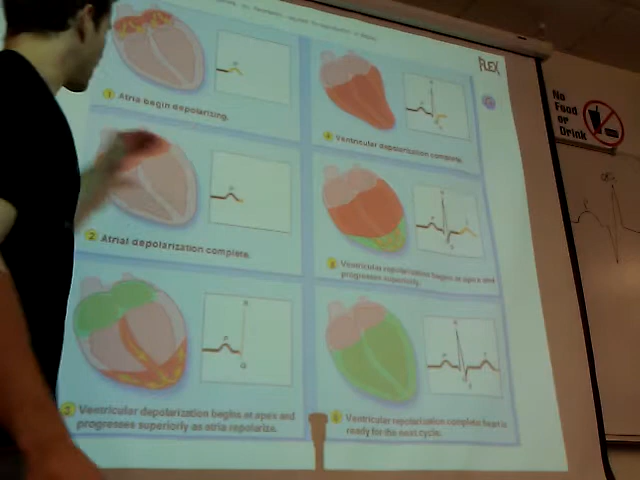 FLEX
1 Atria begin depolarizing.
2 Atrial depolarization complete.
3 Ventricular depolarization begins at apex and
progresses superiorly as atria repolarize.
4 Ventricular depolarization complete.
5 Ventricular repolarization begins at apex and
progresses superiorly.
6 Ventricular repolarization complete; heart is
ready for the next cycle.
No
Food
or
Drink